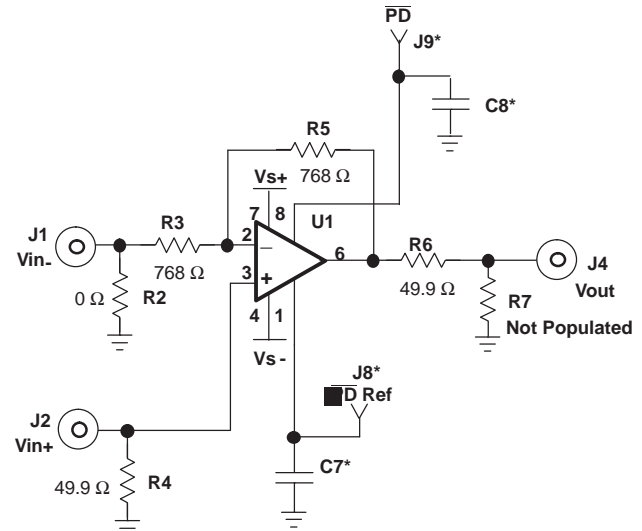 PD
J9*
C8*
R5
768 Ω
Vs+
7 8
U1
J1
Vin-
R3
768 Ω
2
3
6
R6
49.9 Ω
J4
Vout
0 Ω
R2
R7
Not Populated
4 1
Vs -
J8*
PD Ref
J2
Vin+
C7*
49.9 Ω
R4